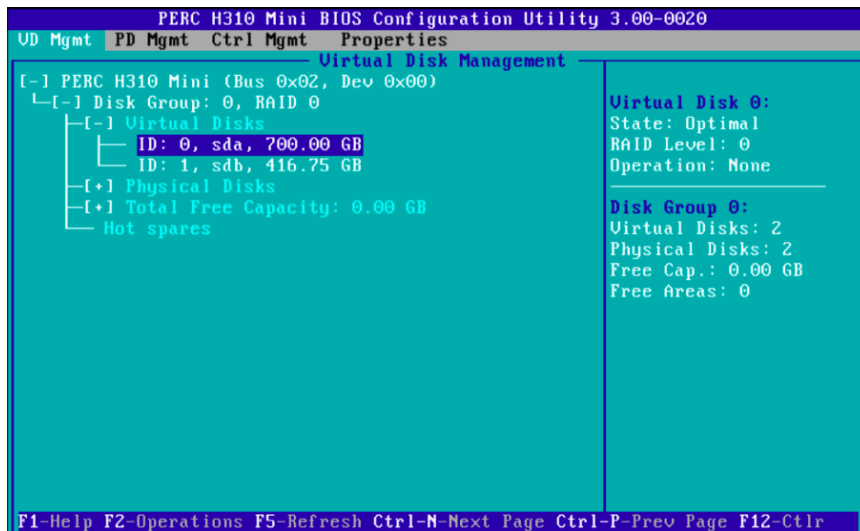 PERC H310 Mini BIOS Configuration Utility 3.00-0020
VD Mgmt PD Mgmt Ctrl Mgmt Properties
Virtual Disk Management
[-] PERC H310 Mini (Bus 0x02, Dev 0x00)
[-] Disk Group: 0, RAID 0
[-] Virtual Disks
ID: 0, sda, 700.00 GB
ID: 1, sdb, 416.75 GB
[+] Physical Disks
[+] Total Free Capacity: 0.00 GB
Hot spares
Virtual Disk 0:
State: Optimal
RAID Level: 0
Operation: None
Disk Group 0:
Virtual Disks: 2
Physical Disks: 2
Free Cap.: 0.00 GB
Free Areas: 0
F1-Help F2-Operations F5-Refresh Ctrl-N-Next Page Ctrl-P-Prev Page F12-Ctlr